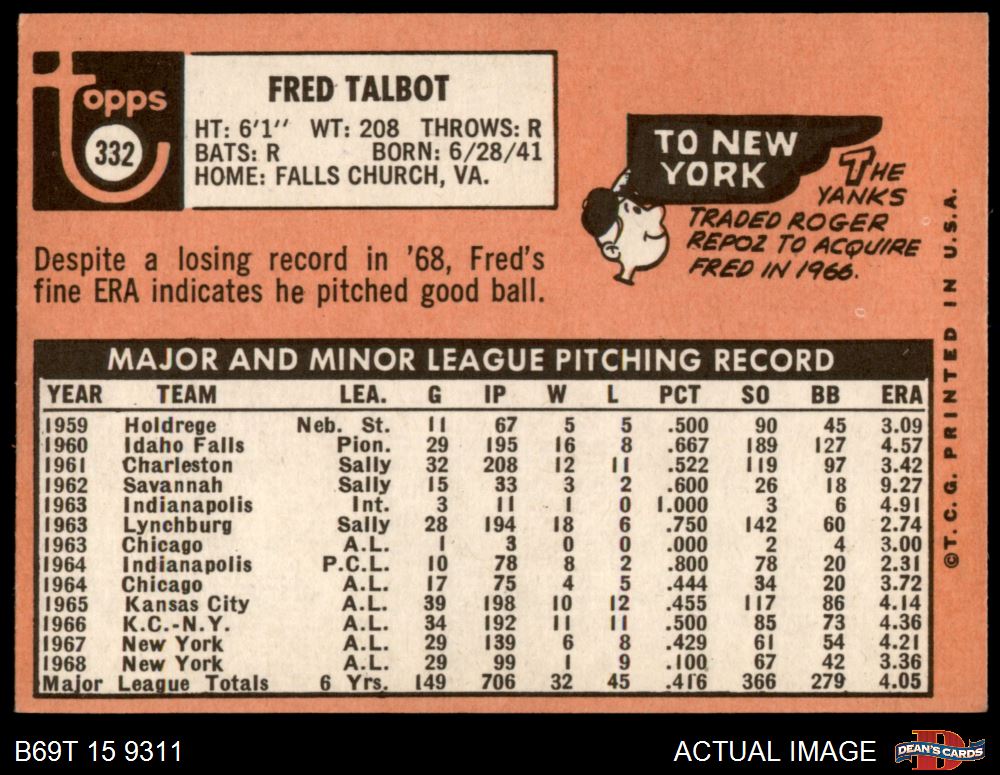 topps
332
FRED TALBOT
HT: 6'1'' WT: 208 THROWS: R
BATS: R BORN: 6/28/41
HOME: FALLS CHURCH, VA.
Despite a losing record in '68, Fred's
fine ERA indicates he pitched good ball.
TO NEW
YORK
THE
YANKS
TRADED ROGER
REPOZ TO ACQUIRE
FRED IN 1966.
MAJOR AND MINOR LEAGUE PITCHING RECORD
YEAR TEAM LEA. G IP W L PCT SO BB ERA
1959 Holdrege Neb. St. 11 67 5 5 .500 90 45 3.09
1960 Idaho Falls Pion. 29 195 16 8 .667 189 127 4.57
1961 Charleston Sally 32 208 12 11 .522 119 97 3.42
1962 Savannah Sally 15 33 3 2 .600 26 18 9.27
1963 Indianapolis Int. 3 11 1 0 1.000 3 6 4.91
1963 Lynchburg Sally 28 194 18 6 .750 142 60 2.74
1963 Chicago A.L. 1 3 0 0 .000 2 4 3.00
1964 Indianapolis P.C.L. 10 78 8 2 .800 78 20 2.31
1964 Chicago A.L. 17 75 4 5 .444 34 20 3.72
1965 Kansas City A.L. 39 198 10 12 .455 117 86 4.14
1966 K.C.-N.Y. A.L. 34 192 11 11 .500 85 73 4.36
1967 New York A.L. 29 139 6 8 .429 61 54 4.21
1968 New York A.L. 29 99 1 9 .100 67 42 3.36
Major League Totals 6 Yrs. 149 706 32 45 .416 366 279 4.05
©T. C. G. PRINTED IN U.S.A.
B69T 15 9311
ACTUAL IMAGE
DEAN'S CARDS